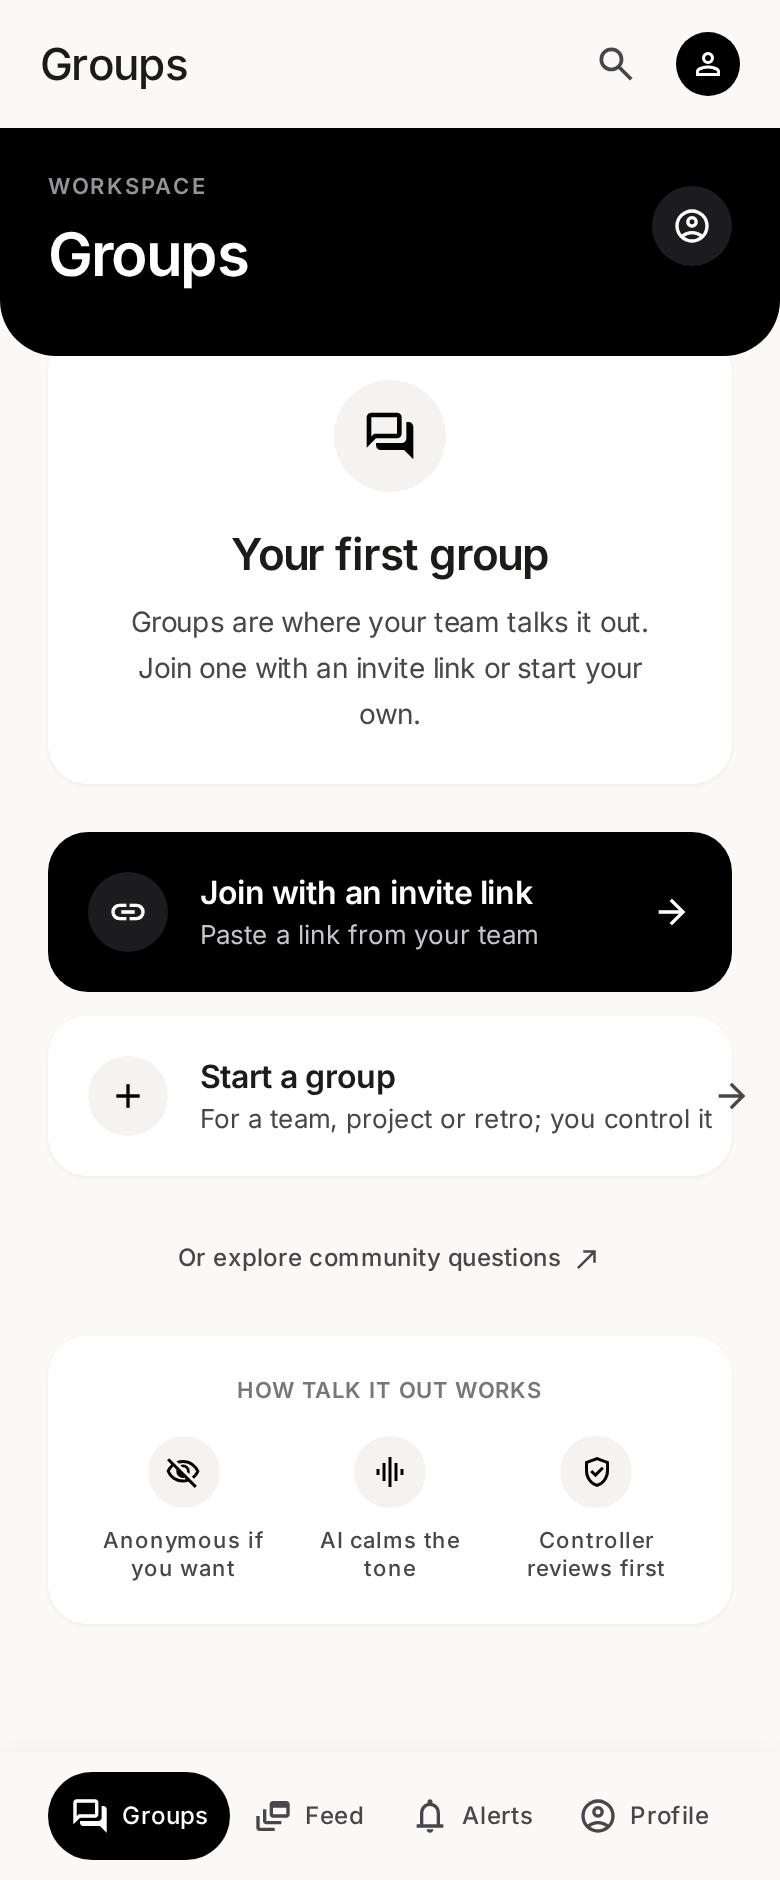 Groups
WORKSPACE
Groups
Your first group
Groups are where your team talks it out.
Join one with an invite link or start your
own.
Join with an invite link
Paste a link from your team
Start a group
For a team, project or retro; you control it
Or explore community questions
HOW TALK IT OUT WORKS
Anonymous if
you want
AI calms the
tone
Controller
reviews first
Groups
Feed
Alerts
Profile